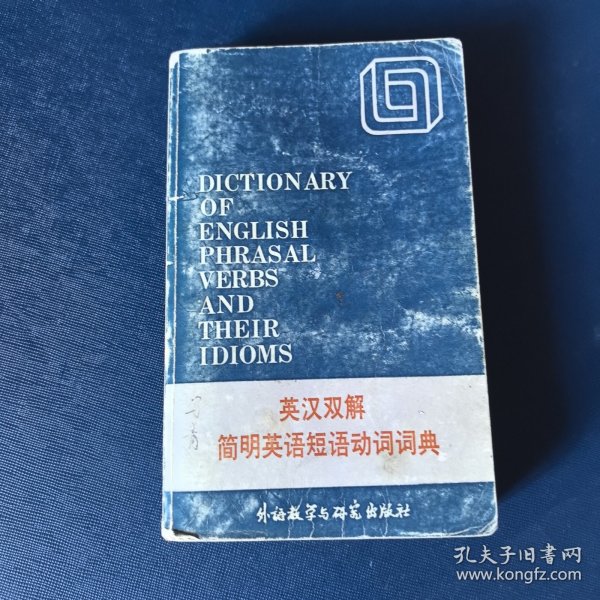 DICTIONARY
OF
ENGLISH
PHRASAL
VERBS
AND
THEIR
IDIOMS
英汉双解
简明英语短语动词词典
外语教学与研究出版社
孔夫子旧書网
www.kongfz.com